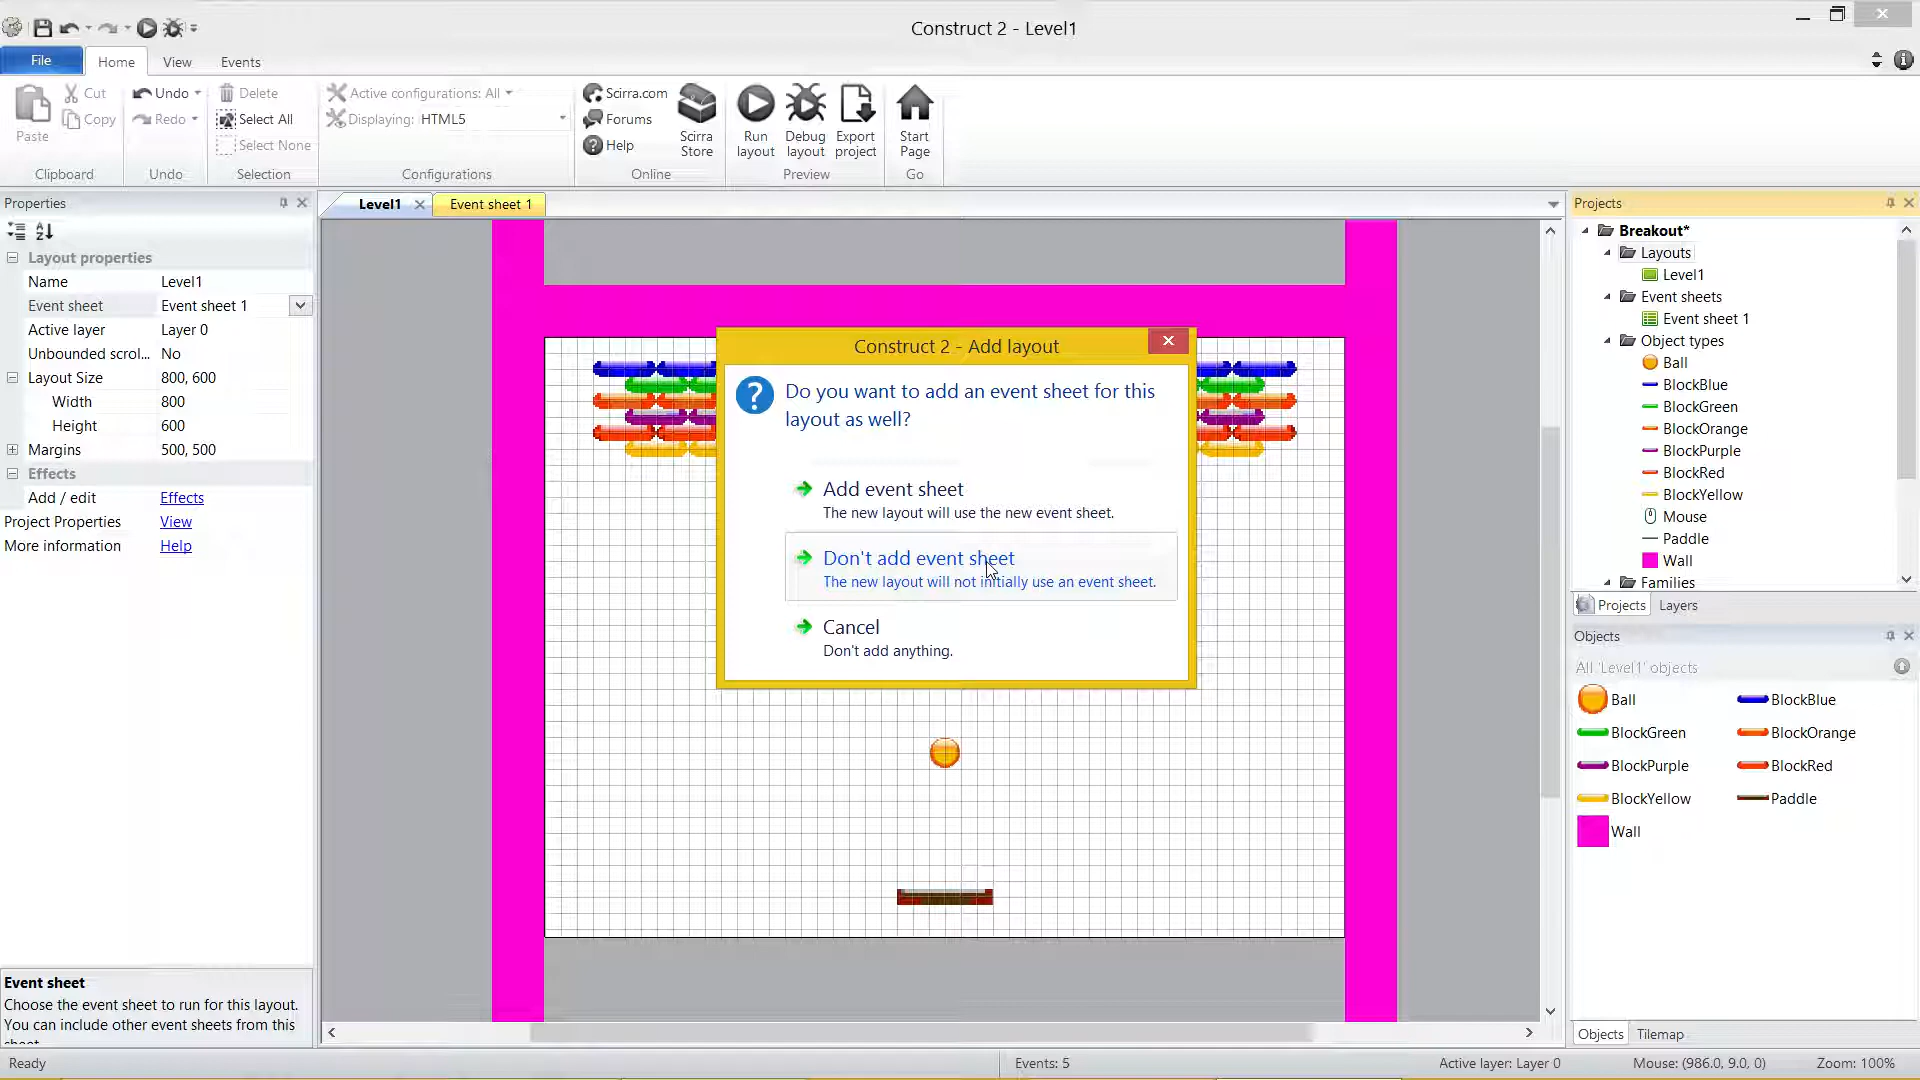 Construct 2 - Level1
File
Home
View
Events
Paste
Cut
Copy
Clipboard
Undo
Redo
Undo
Delete
Select All
Select None
Selection
Active configurations: All
Displaying: HTML5
Configurations
Scirra.com
Forums
Help
Scirra Store
Online
Run layout
Debug layout
Export project
Preview
Start Page
Go
Properties
Layout properties
Name Level1
Event sheet Event sheet 1
Active layer Layer 0
Unbounded scrol... No
Layout Size 800, 600
Width 800
Height 600
Margins 500, 500
Effects
Add / edit Effects
Project Properties View
More information Help
Event sheet
Choose the event sheet to run for this layout.
You can include other event sheets from this
Level1
Event sheet 1
Construct 2 - Add layout
Do you want to add an event sheet for this
layout as well?
Add event sheet
The new layout will use the new event sheet.
Don't add event sheet
The new layout will not initially use an event sheet.
Cancel
Don't add anything.
Projects
Breakout*
Layouts
Level1
Event sheets
Event sheet 1
Object types
Ball
BlockBlue
BlockGreen
BlockOrange
BlockPurple
BlockRed
BlockYellow
Mouse
Paddle
Wall
Families
Projects
Layers
Objects
All 'Level1' objects
Ball BlockBlue
BlockGreen BlockOrange
BlockPurple BlockRed
BlockYellow Paddle
Wall
Objects
Tilemap
Ready
Events: 5
Active layer: Layer 0
Mouse: (986.0, 9.0, 0)
Zoom: 100%